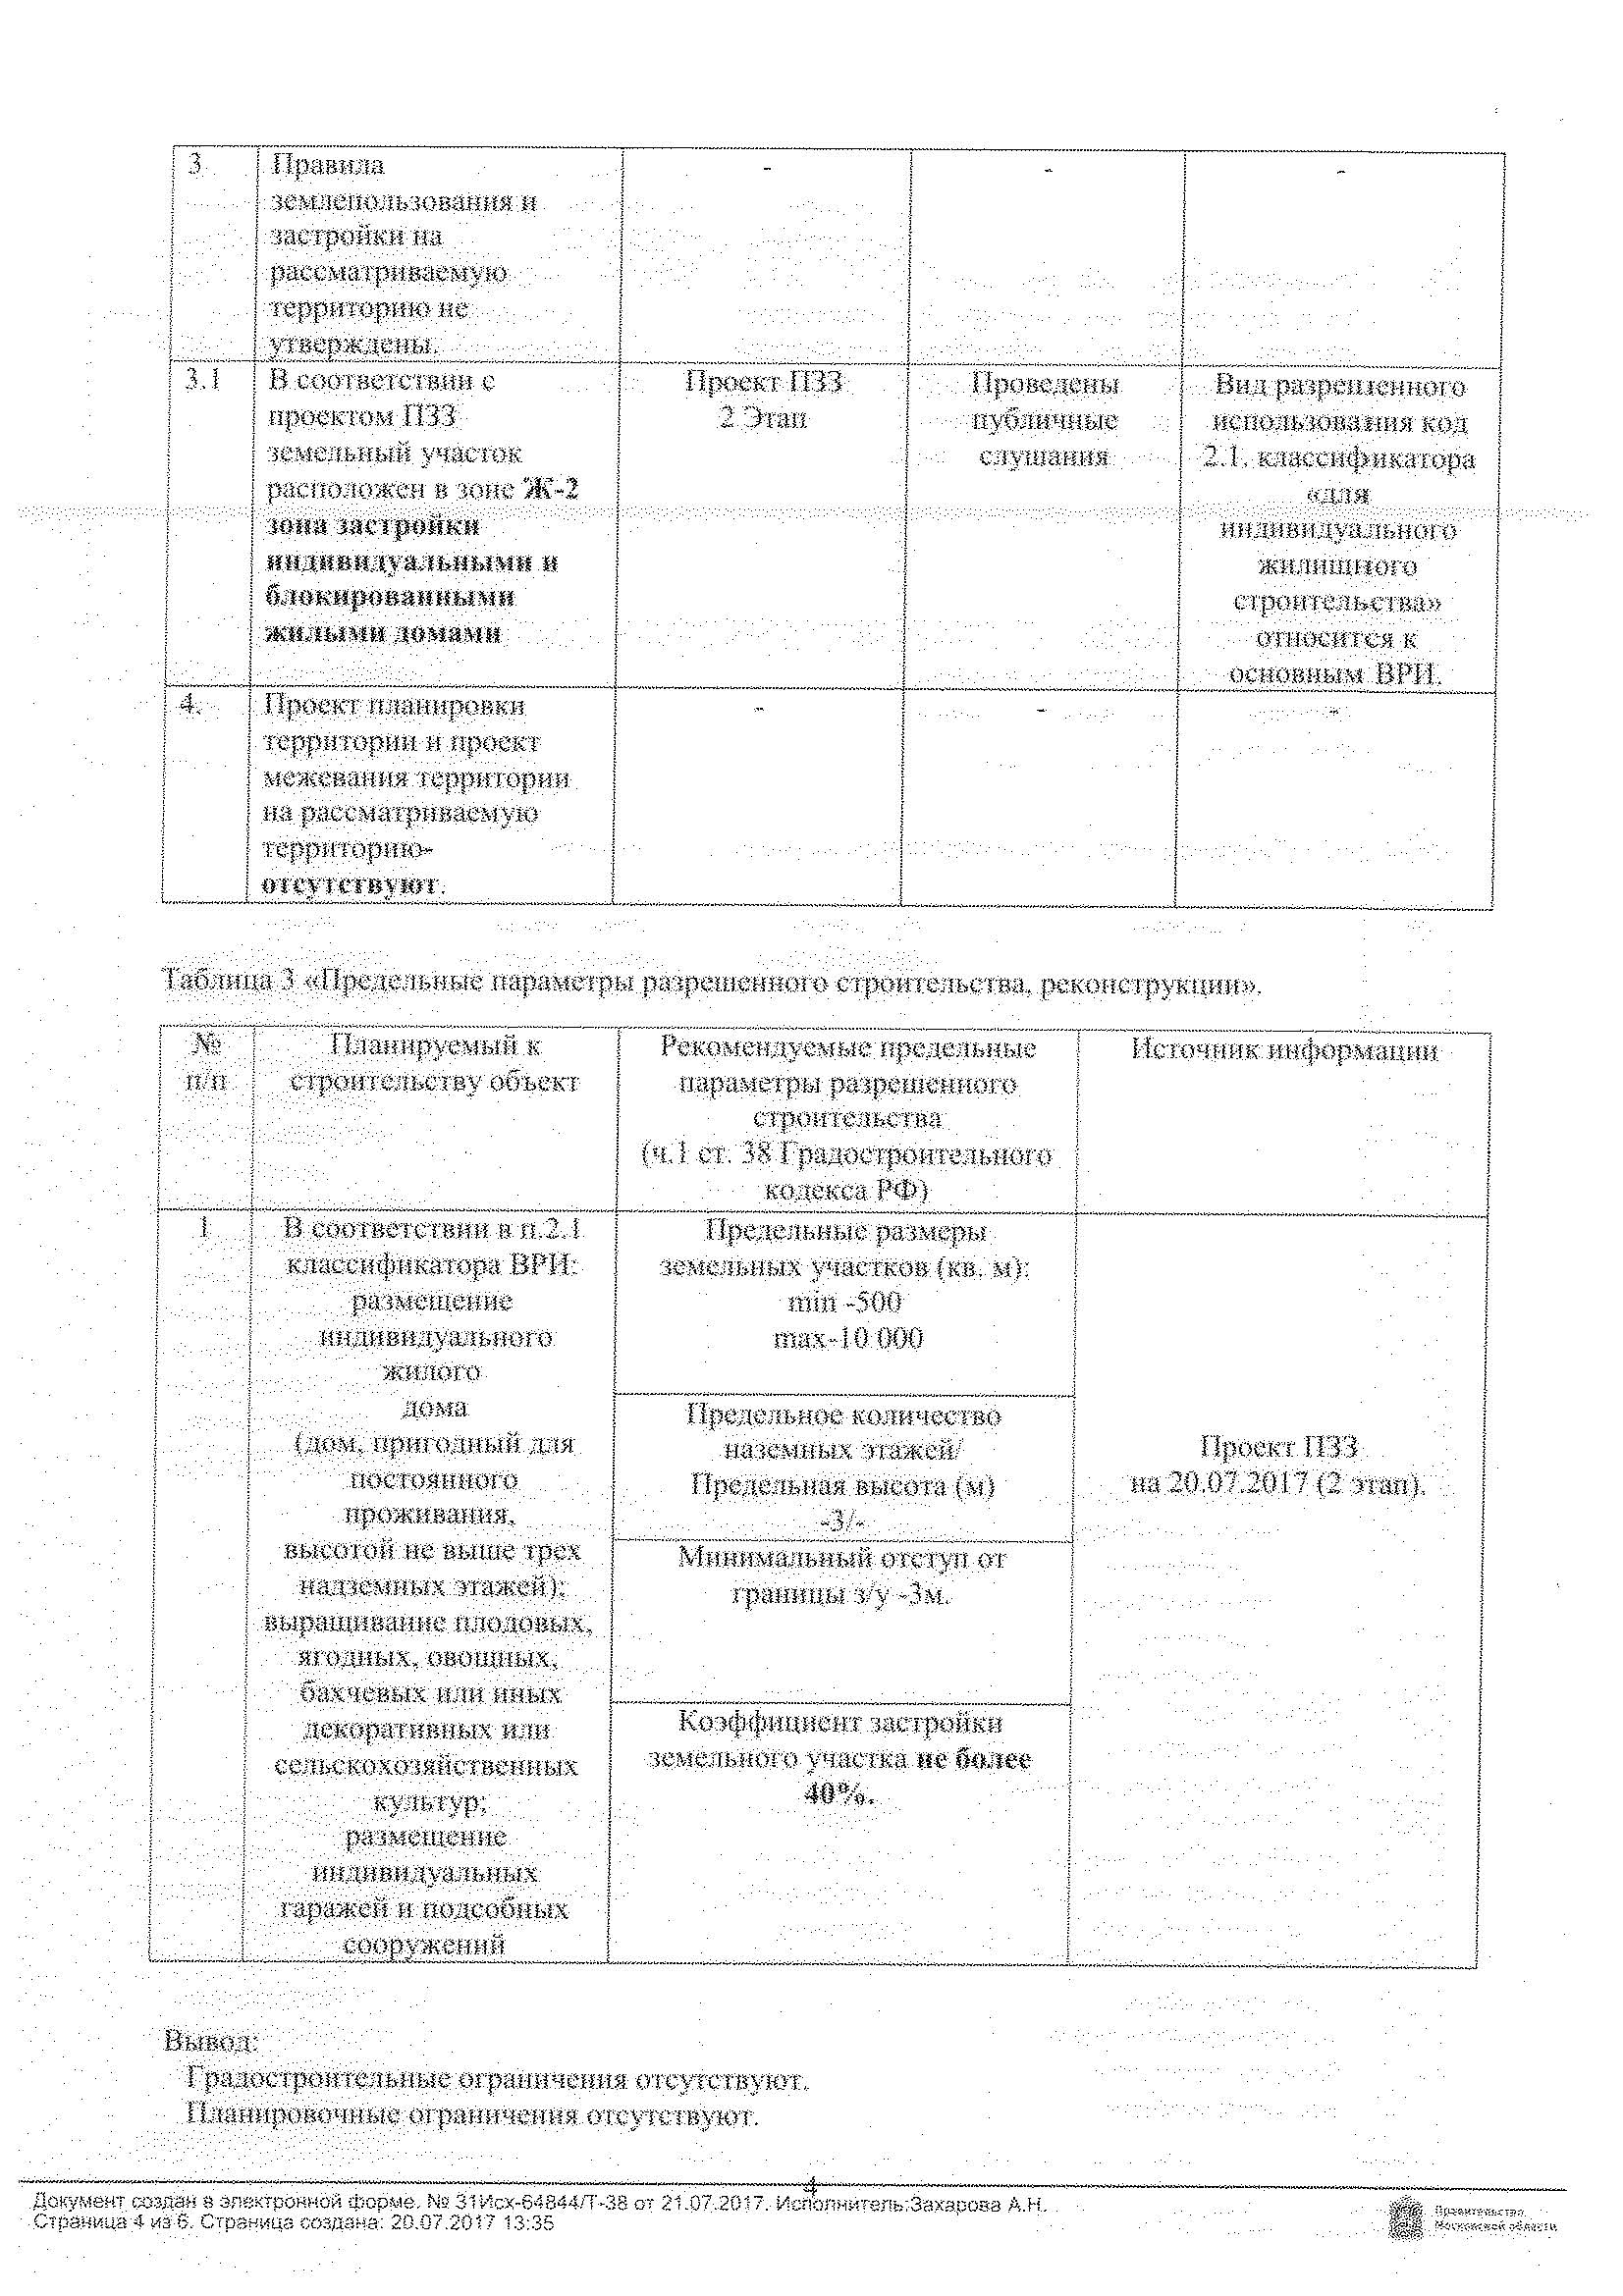 3.
Правила
землепользования и
застройки на
рассматриваемую
территорию не
утверждены.
-
-
-
3.1
В соответствии с
проектом ПЗЗ
земельный участок
расположен в зоне Ж-2
зона застройки
индивидуальными и
блокированными
жилыми домами
Проект ПЗЗ
2 Этап
Проведены
публичные
слушания
Вид разрешенного
использования код
2.1. классификатора
«для
индивидуального
жилищного
строительства»
относится к
основным ВРИ.
4.
Проект планировки
территории и проект
межевания территории
на рассматриваемую
территорию-
отсутствуют.
-
-
-
Таблица 3 «Предельные параметры разрешенного строительства, реконструкции».
№
п/п
Планируемый к
строительству объект
Рекомендуемые предельные
параметры разрешенного
строительства
(ч.1 ст. 38 Градостроительного
кодекса РФ)
Источник информации
1
В соответствии в п.2.1
классификатора ВРИ:
размещение
индивидуального
жилого
дома
(дом, пригодный для
постоянного
проживания,
высотой не выше трех
надземных этажей);
выращивание плодовых,
ягодных, овощных,
бахчевых или иных
декоративных или
сельскохозяйственных
культур;
размещение
индивидуальных
гаражей и подсобных
сооружений
Предельные размеры
земельных участков (кв. м):
min -500
max-10 000
Предельное количество
наземных этажей/
Предельная высота (м)
-3/-
Минимальный отступ от
границы з/у -3м.
Коэффициент застройки
земельного участка не более
40%.
Проект ПЗЗ
на 20.07.2017 (2 этап).
Вывод:
Градостроительные ограничения отсутствуют.
Планировочные ограничения отсутствуют.
4
Документ создан в электронной форме. № 31Исх-64844/Т-38 от 21.07.2017. Исполнитель:Захарова А.Н.
Страница 4 из 6. Страница создана: 20.07.2017 13:35
Правительство
Московской области